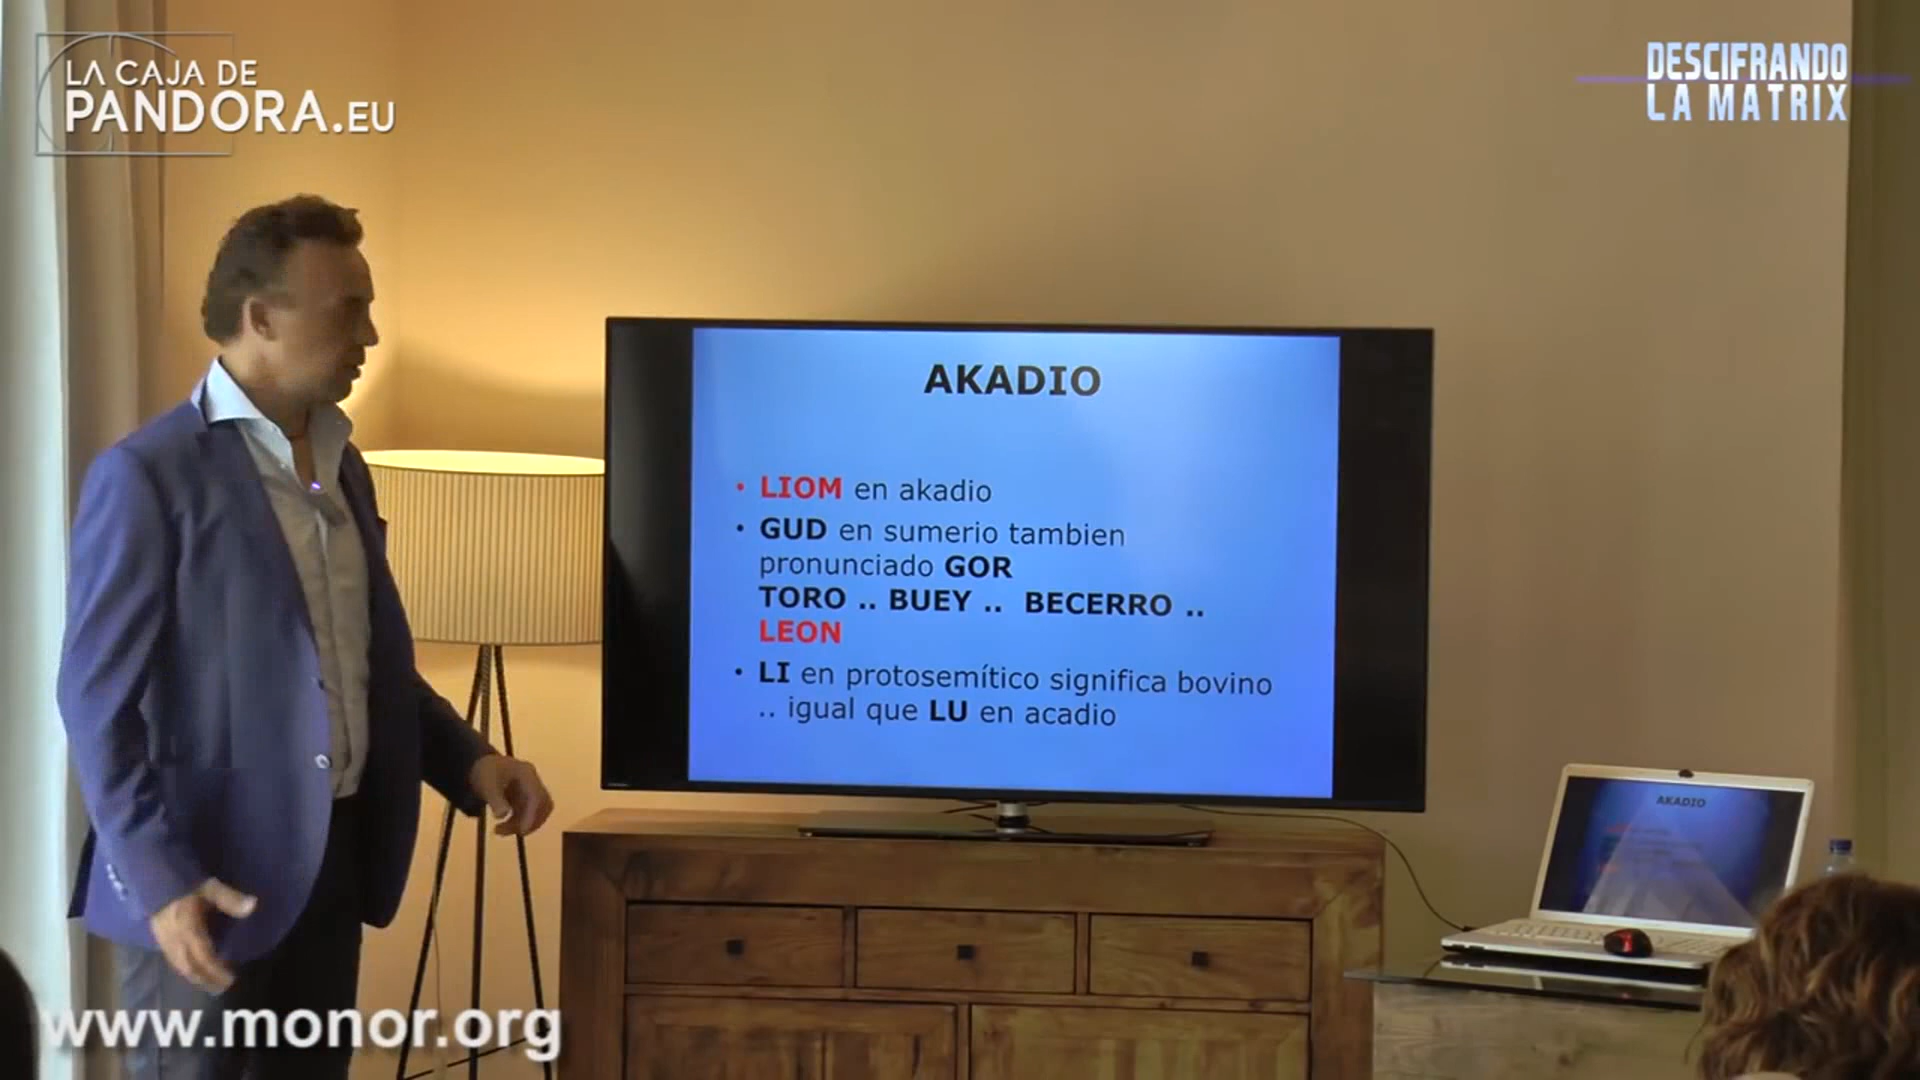 LA CAJA DE
PANDORA.EU
DESCIFRANDO
LA MATRIX
AKADIO
• LIOM en akadio
• GUD en sumerio tambien
pronunciado GOR
TORO .. BUEY .. BECERRO ..
LEON
• LI en protosemítico significa bovino
.. igual que LU en acadio
AKADIO
www.monor.org